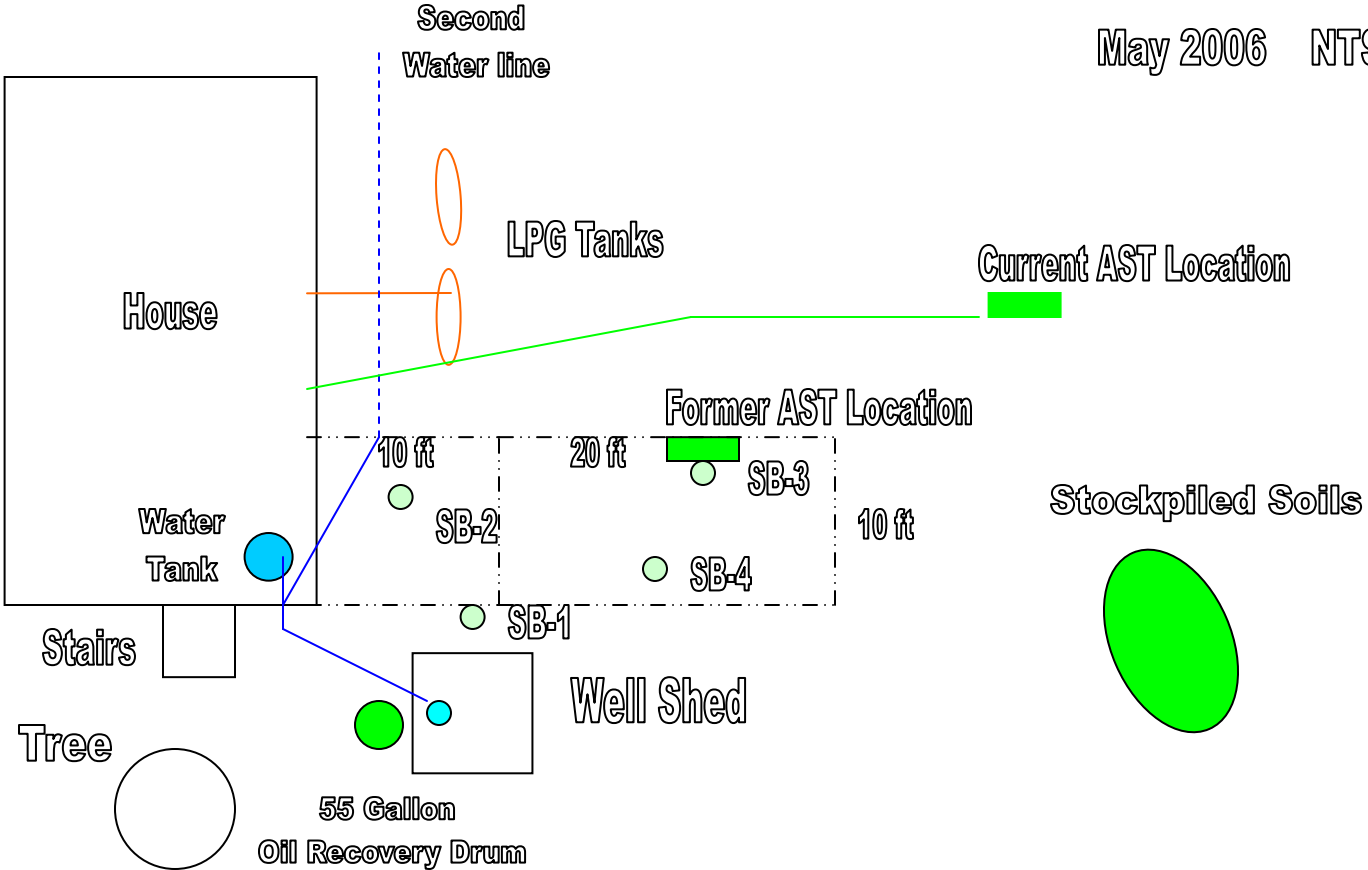 Second
Water line
May 2006 NTS
LPG Tanks
Current AST Location
House
Former AST Location
10 ft
20 ft
SB-3
Stockpiled Soils
Water
Tank
SB-2
10 ft
SB-4
SB-1
Stairs
Well Shed
Tree
55 Gallon
Oil Recovery Drum